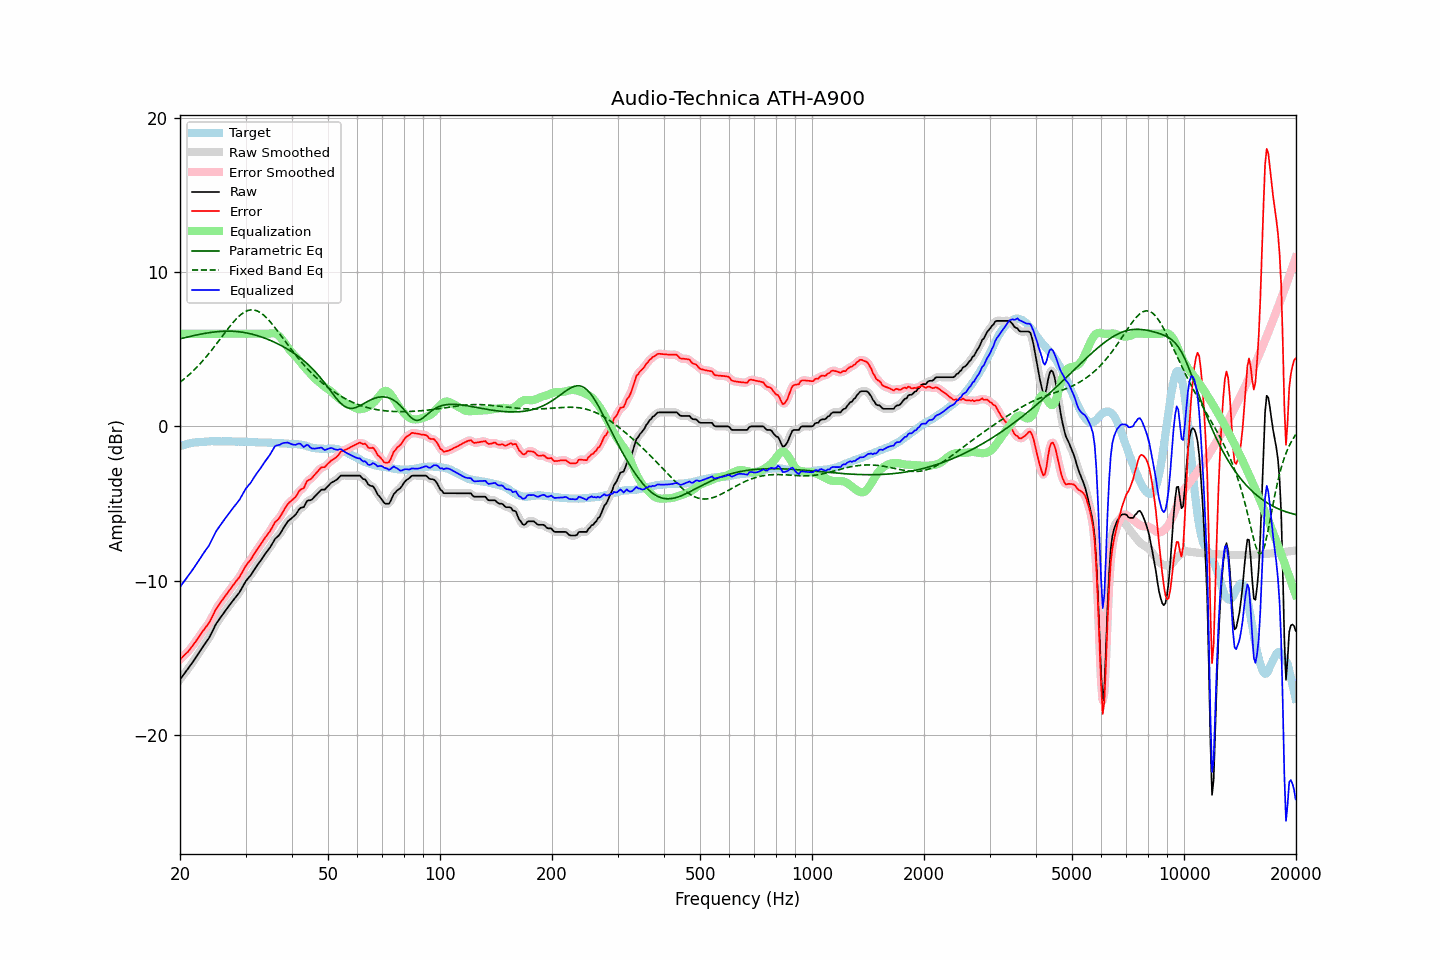 Audio-Technica ATH-A900
Target
Raw Smoothed
Error Smoothed
Raw
Error
Equalization
Parametric Eq
Fixed Band Eq
Equalized
20
10
0
−10
−20
Amplitude (dBr)
20
50
100
200
500
1000
2000
5000
10000
20000
Frequency (Hz)